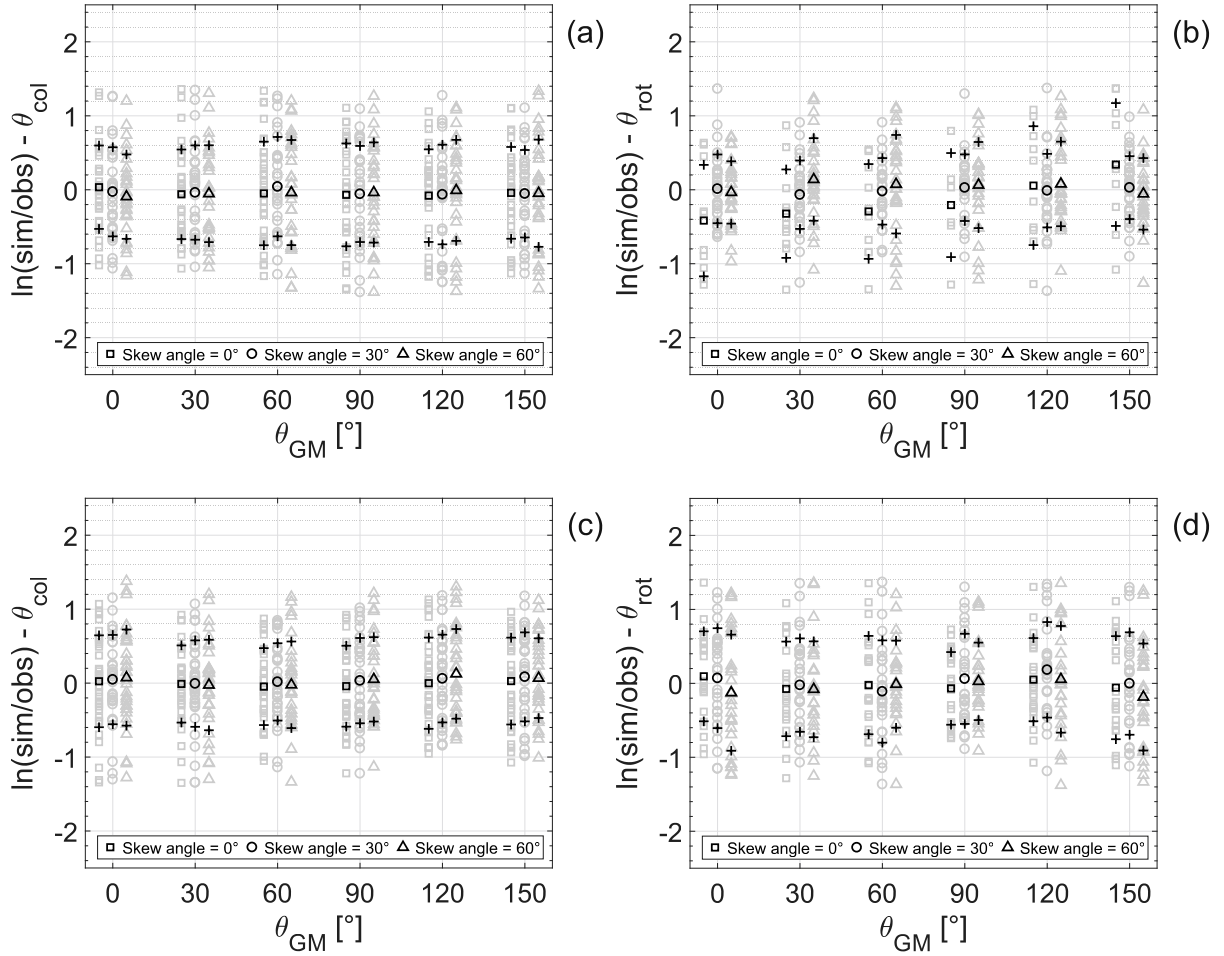 (a)
ln(sim/obs) - θcol
2
1
0
-1
-2
Skew angle = 0° Skew angle = 30° Skew angle = 60°
0 30 60 90 120 150
θGM [°]
(b)
ln(sim/obs) - θrot
2
1
0
-1
-2
Skew angle = 0° Skew angle = 30° Skew angle = 60°
0 30 60 90 120 150
θGM [°]
(c)
ln(sim/obs) - θcol
2
1
0
-1
-2
Skew angle = 0° Skew angle = 30° Skew angle = 60°
0 30 60 90 120 150
θGM [°]
(d)
ln(sim/obs) - θrot
2
1
0
-1
-2
Skew angle = 0° Skew angle = 30° Skew angle = 60°
0 30 60 90 120 150
θGM [°]